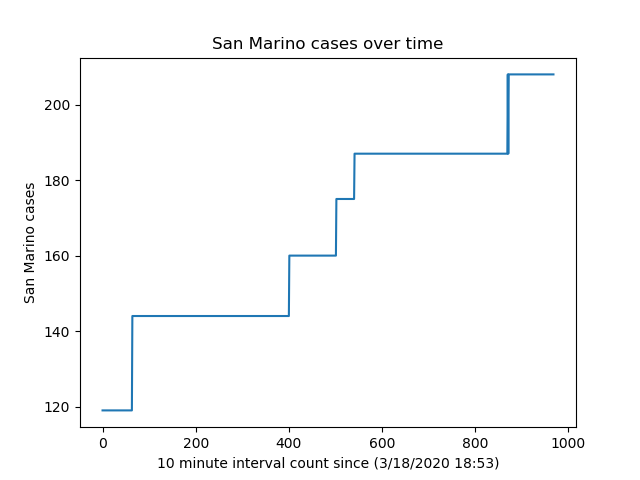 San Marino cases over time
San Marino cases
200
180
160
140
120
0 200 400 600 800 1000
10 minute interval count since (3/18/2020 18:53)